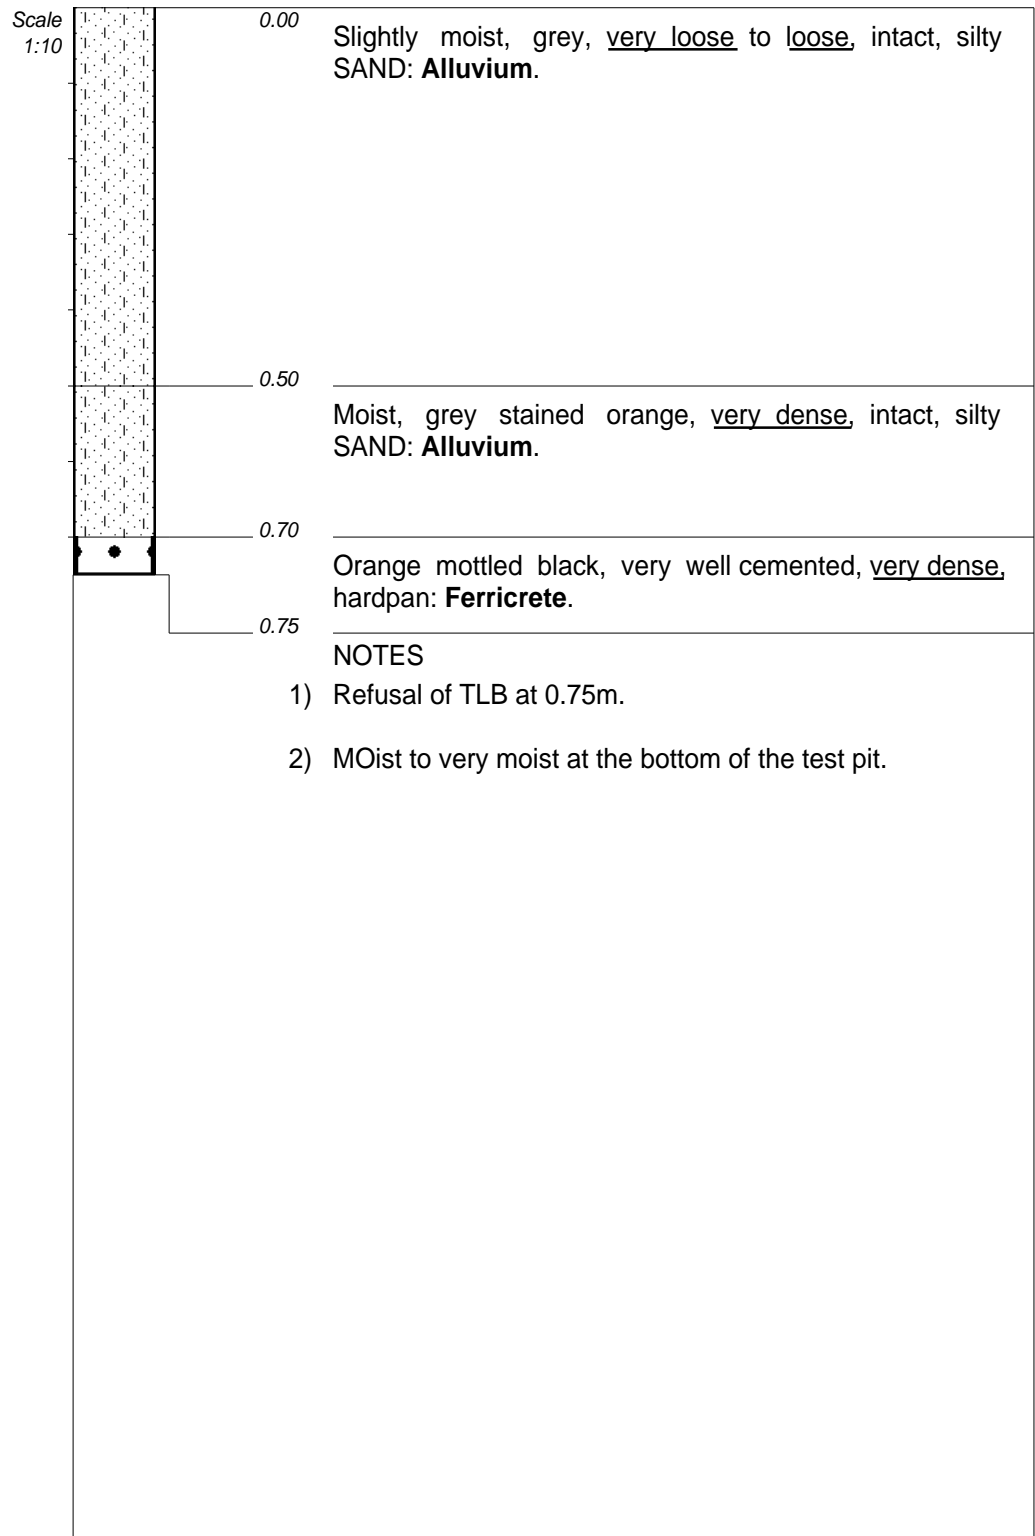 Scale
1:10
0.00
Slightly moist, grey, very loose to loose, intact, silty
SAND: Alluvium.
0.50
Moist, grey stained orange, very dense, intact, silty
SAND: Alluvium.
0.70
Orange mottled black, very well cemented, very dense,
hardpan: Ferricrete.
0.75
NOTES
1) Refusal of TLB at 0.75m.
2) MOist to very moist at the bottom of the test pit.